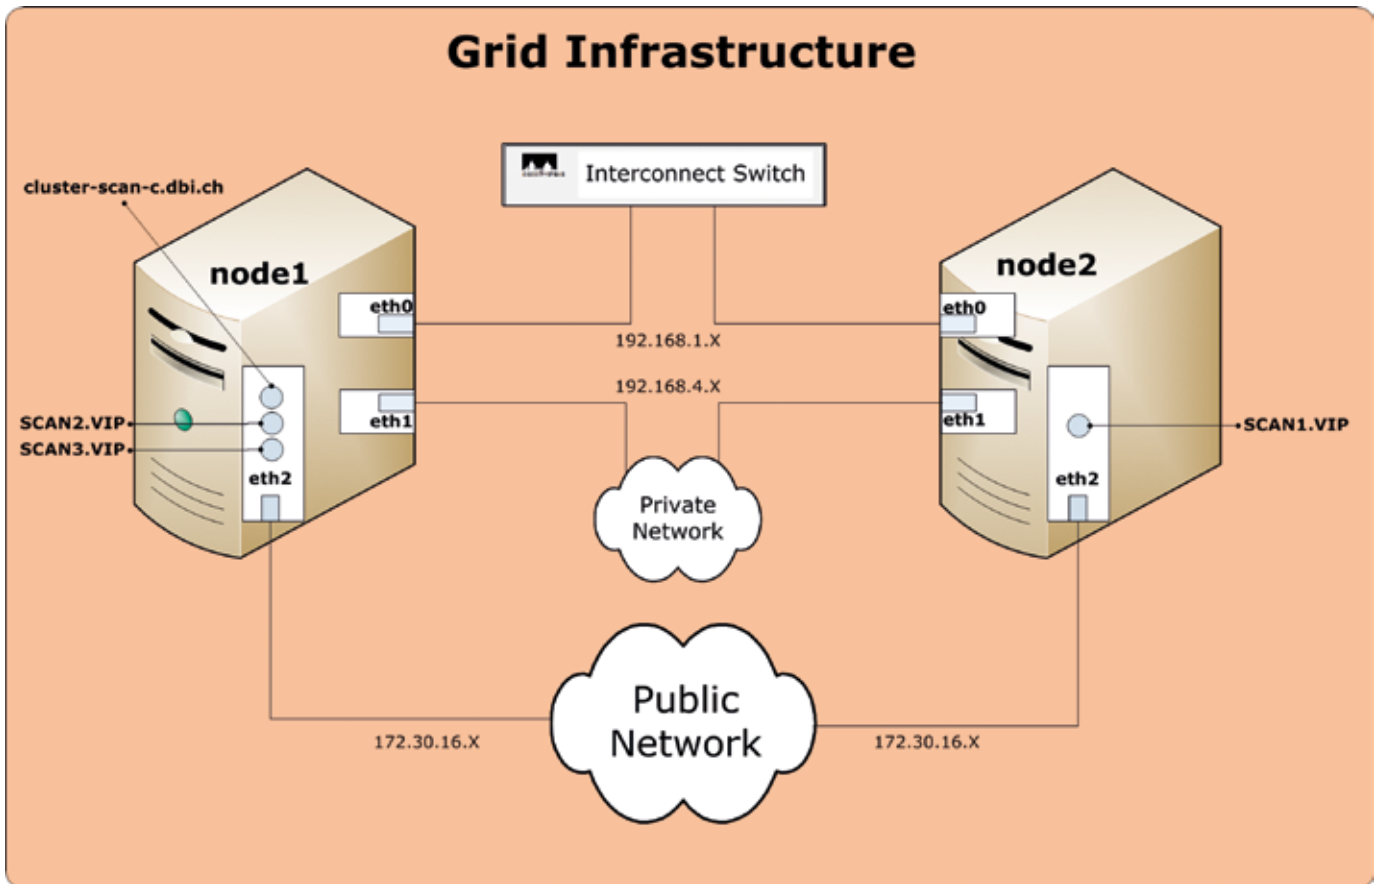 Grid Infrastructure
Interconnect Switch
cluster-scan-c.dbi.ch
node1
node2
eth0
eth0
192.168.1.X
192.168.4.X
eth1
eth1
SCAN2.VIP
SCAN1.VIP
SCAN3.VIP
eth2
eth2
Private
Network
Public
Network
172.30.16.X
172.30.16.X